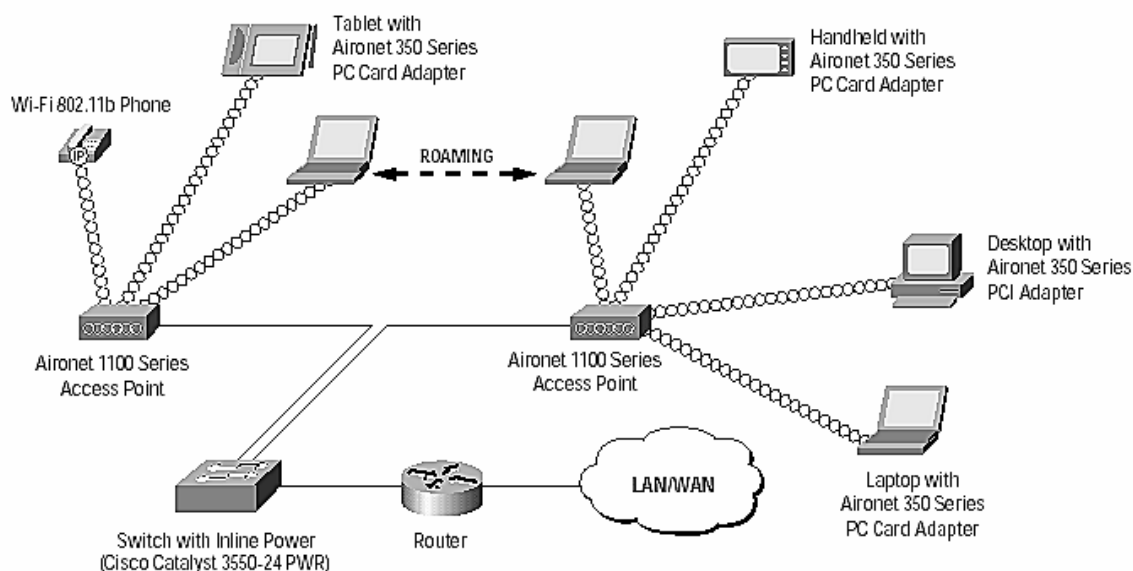 Tablet with
Aironet 350 Series
PC Card Adapter
Handheld with
Aironet 350 Series
PC Card Adapter
Wi-Fi 802.11b Phone
IP
ROAMING
Desktop with
Aironet 350 Series
PCI Adapter
Aironet 1100 Series
Access Point
Aironet 1100 Series
Access Point
LAN/WAN
Laptop with
Aironet 350 Series
PC Card Adapter
Switch with Inline Power
(Cisco Catalyst 3550-24 PWR)
Router